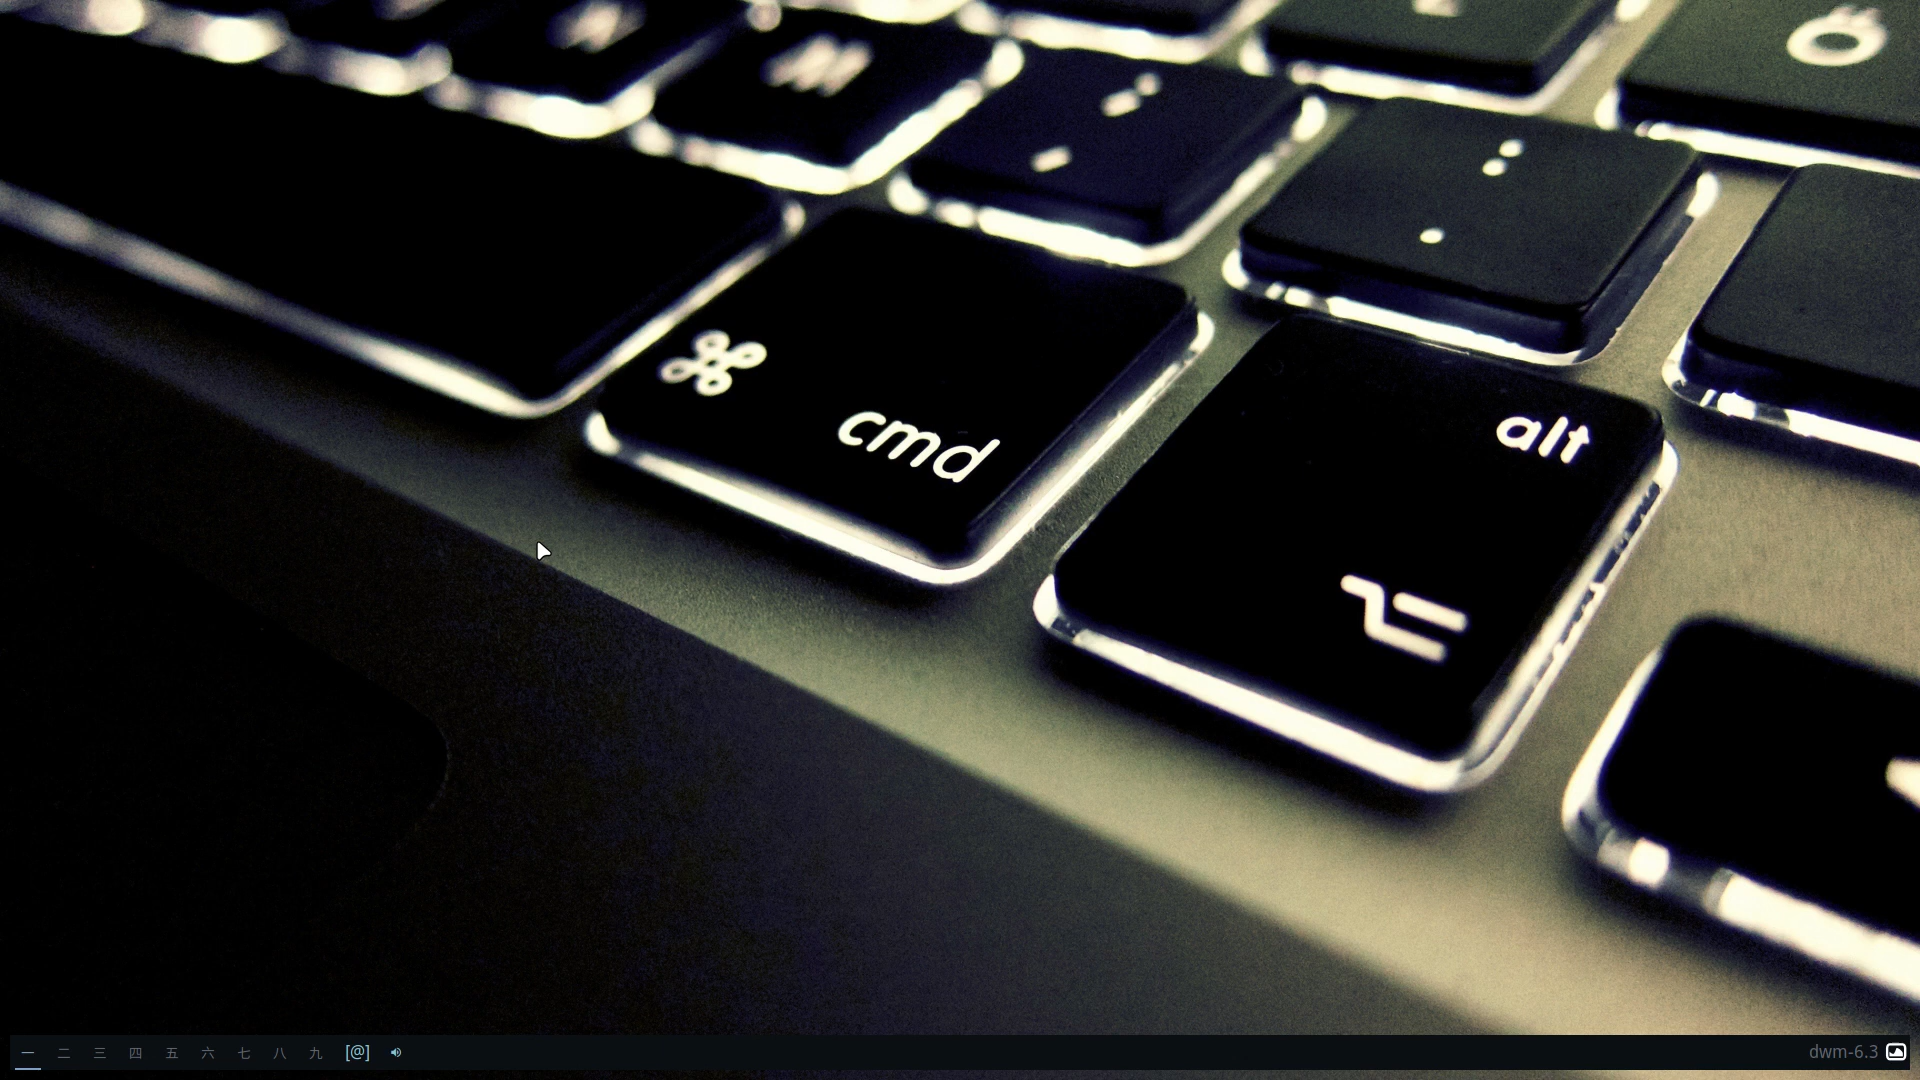 M
Ö
⌘
cmd
alt
⌥
一 二 三 四 五 六 七 八 九 [@]
dwm-6.3